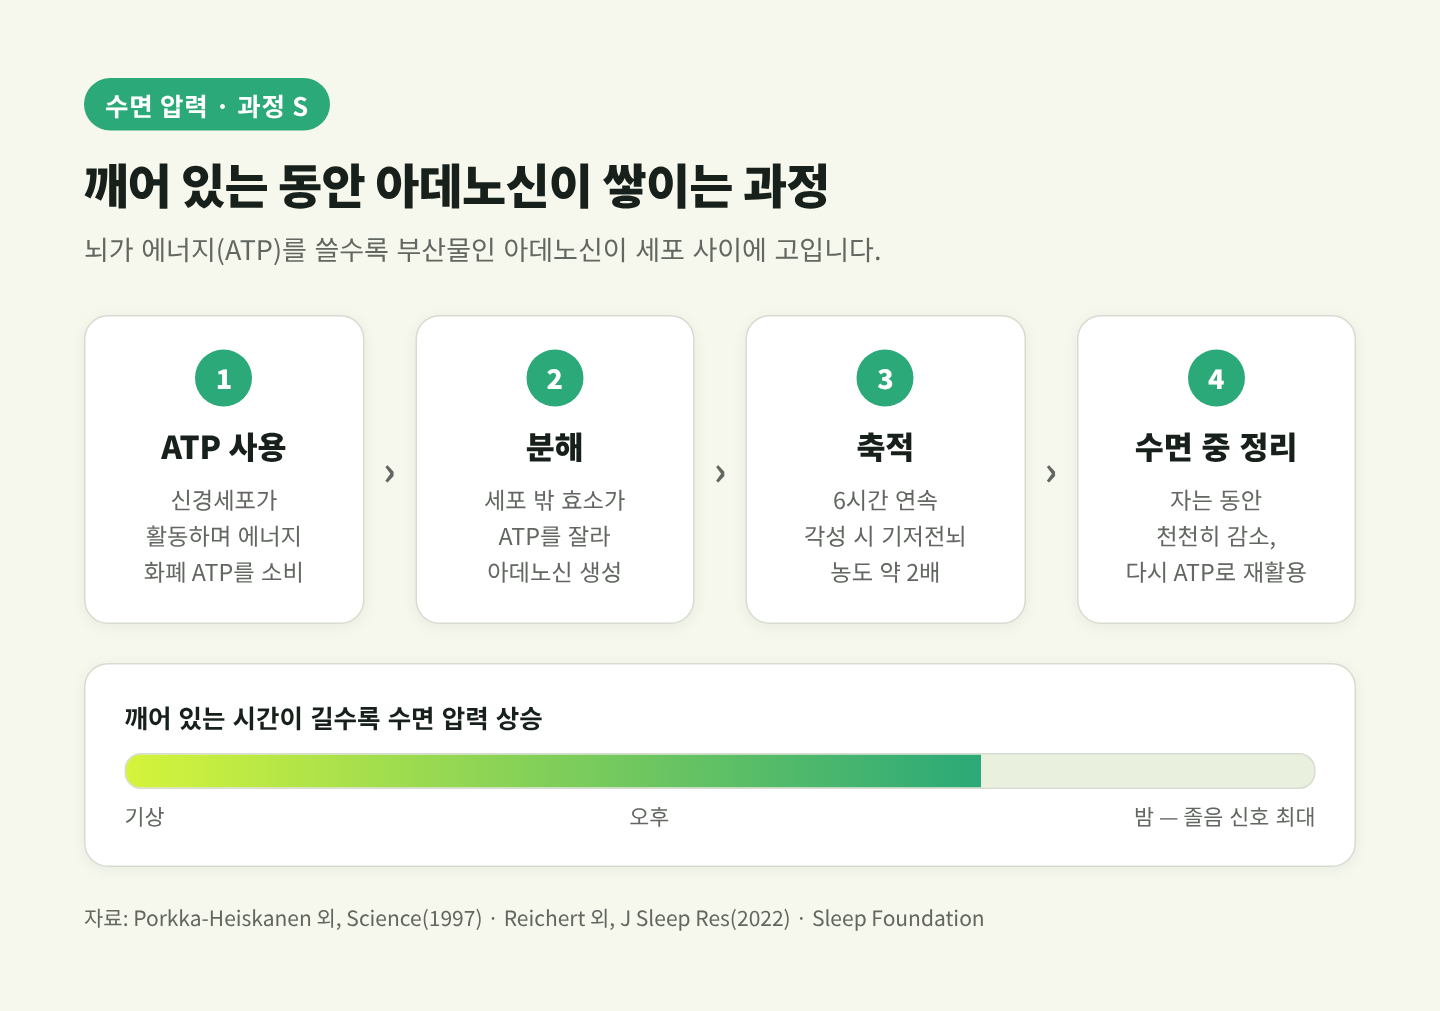 수면 압력 · 과정 S
깨어 있는 동안 아데노신이 쌓이는 과정
뇌가 에너지(ATP)를 쓸수록 부산물인 아데노신이 세포 사이에 고입니다.
1
ATP 사용
신경세포가
활동하며 에너지
화폐 ATP를 소비
›
2
분해
세포 밖 효소가
ATP를 잘라
아데노신 생성
›
3
축적
6시간 연속
각성 시 기저전뇌
농도 약 2배
›
4
수면 중 정리
자는 동안
천천히 감소,
다시 ATP로 재활용
깨어 있는 시간이 길수록 수면 압력 상승
기상
오후
밤 — 졸음 신호 최대
자료: Porkka-Heiskanen 외, Science(1997) · Reichert 외, J Sleep Res(2022) · Sleep Foundation